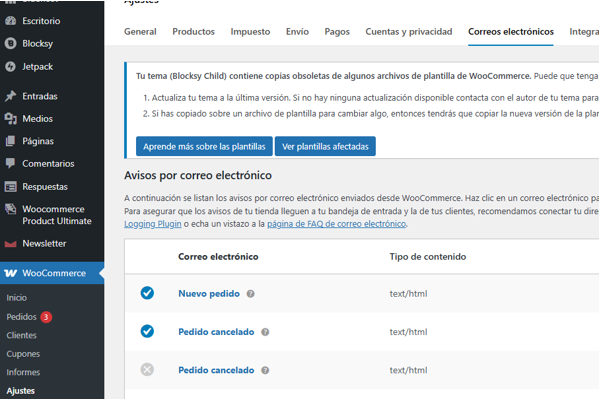 Ajustes
Escritorio
Blocksy
Jetpack
Entradas
Medios
Páginas
Comentarios
Respuestas
Woocommerce
Product Ultimate
Newsletter
WooCommerce
Inicio
Pedidos 3
Clientes
Cupones
Informes
Ajustes
General Productos Impuesto Envío Pagos Cuentas y privacidad Correos electrónicos Integra
Tu tema (Blocksy Child) contiene copias obsoletas de algunos archivos de plantilla de WooCommerce. Puede que tenga
1. Actualiza tu tema a la última versión. Si no hay ninguna actualización disponible contacta con el autor de tu tema para
2. Si has copiado sobre un archivo de plantilla para cambiar algo, entonces tendrás que copiar la nueva versión de la plan
Aprende más sobre las plantillas Ver plantillas afectadas
Avisos por correo electrónico
A continuación se listan los avisos por correo electrónico enviados desde WooCommerce. Haz clic en un correo electrónico pa
Para asegurar que los avisos de tu tienda lleguen a tu bandeja de entrada y la de tus clientes, recomendamos conectar tu dire
Logging Plugin o echa un vistazo a la página de FAQ de correo electrónico.
Correo electrónico Tipo de contenido
Nuevo pedido ? text/html
Pedido cancelado ? text/html
Pedido cancelado ? text/html